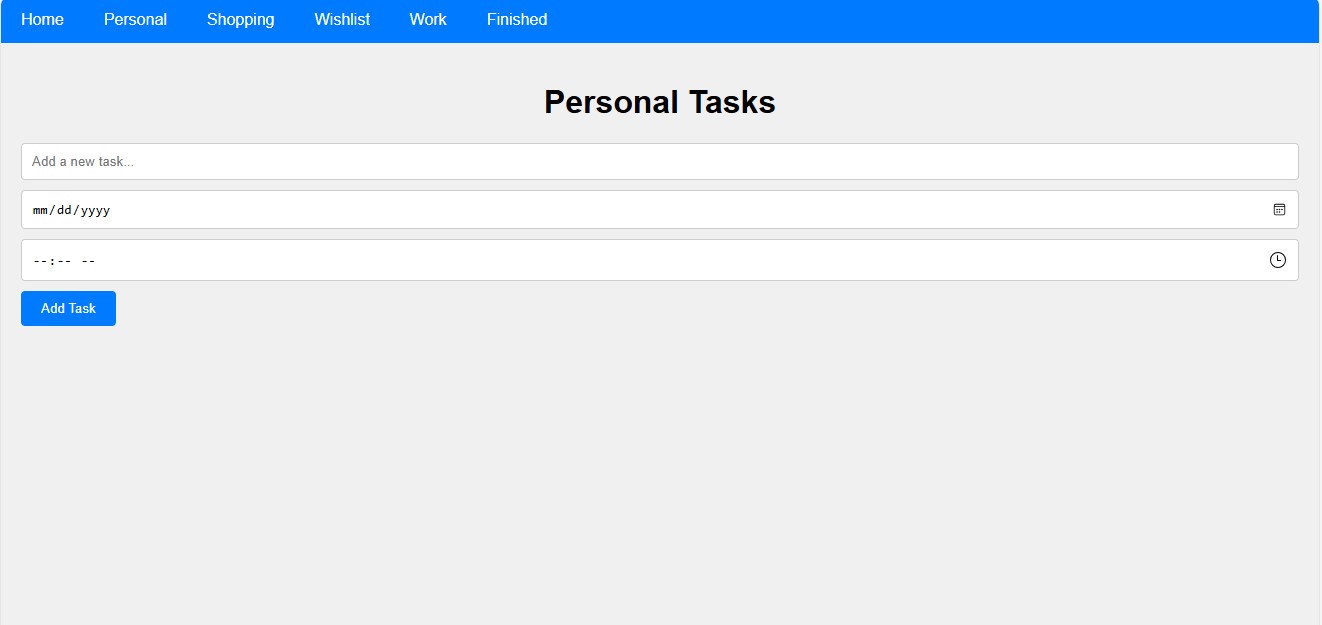 Home Personal Shopping Wishlist Work Finished
Personal Tasks
Add a new task...
mm/dd/yyyy
--:-- --
Add Task